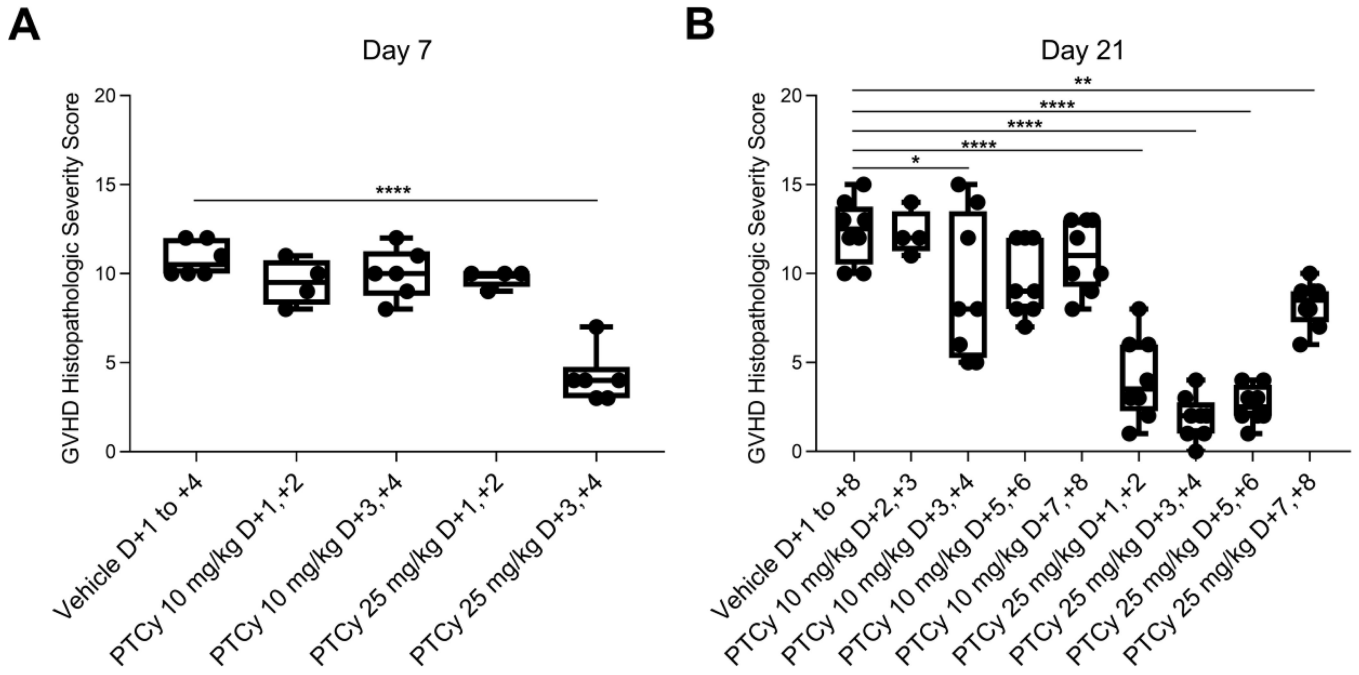 A
Day 7
GVHD Histopathologic Severity Score
20
15
10
5
0
****
Vehicle D+1 to +4
PTCy 10 mg/kg D+1,+2
PTCy 10 mg/kg D+3,+4
PTCy 25 mg/kg D+1,+2
PTCy 25 mg/kg D+3,+4
B
Day 21
GVHD Histopathologic Severity Score
20
15
10
5
0
**
****
****
****
*
Vehicle D+1 to +8
PTCy 10 mg/kg D+2,+3
PTCy 10 mg/kg D+3,+4
PTCy 10 mg/kg D+5,+6
PTCy 10 mg/kg D+7,+8
PTCy 25 mg/kg D+1,+2
PTCy 25 mg/kg D+3,+4
PTCy 25 mg/kg D+5,+6
PTCy 25 mg/kg D+7,+8